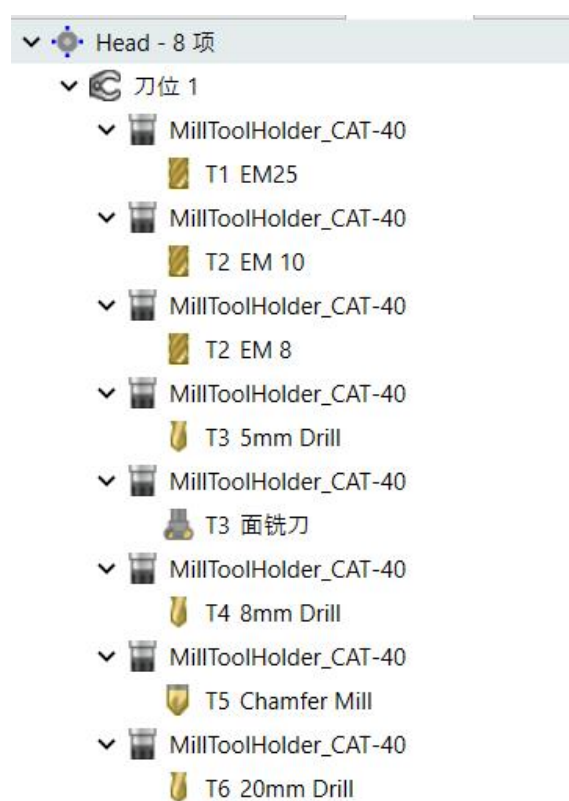 Head - 8 项
刀位 1
MillToolHolder_CAT-40
T1 EM25
MillToolHolder_CAT-40
T2 EM 10
MillToolHolder_CAT-40
T2 EM 8
MillToolHolder_CAT-40
T3 5mm Drill
MillToolHolder_CAT-40
T3 面铣刀
MillToolHolder_CAT-40
T4 8mm Drill
MillToolHolder_CAT-40
T5 Chamfer Mill
MillToolHolder_CAT-40
T6 20mm Drill